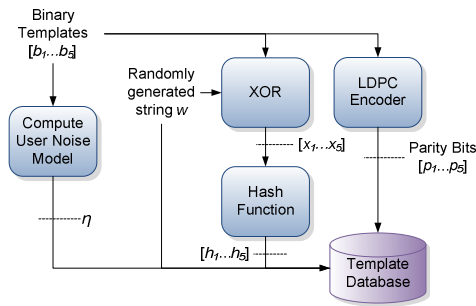 Binary
Templates
[b1...b5]
Randomly
generated
string w
XOR
LDPC
Encoder
Compute
User Noise
Model
[x1...x5]
Parity Bits
[p1...p5]
Hash
Function
η
[h1...h5]
Template
Database